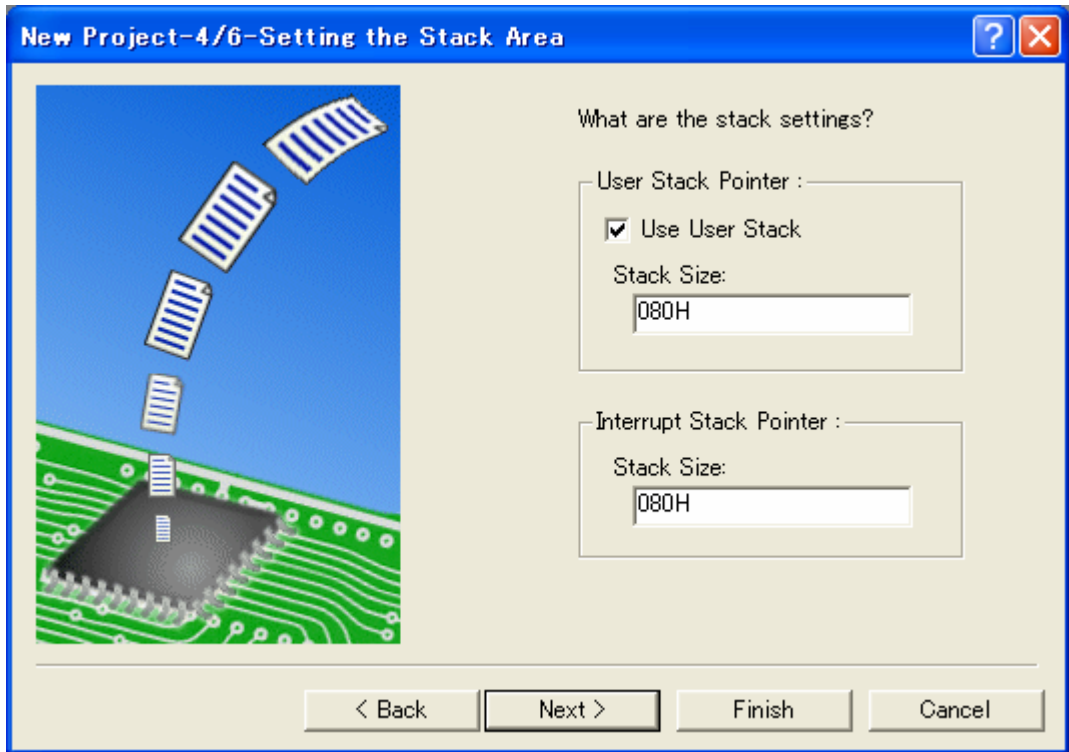 New Project-4/6-Setting the Stack Area
What are the stack settings?
User Stack Pointer :
Use User Stack
Stack Size:
080H
Interrupt Stack Pointer :
Stack Size:
080H
< Back
Next >
Finish
Cancel